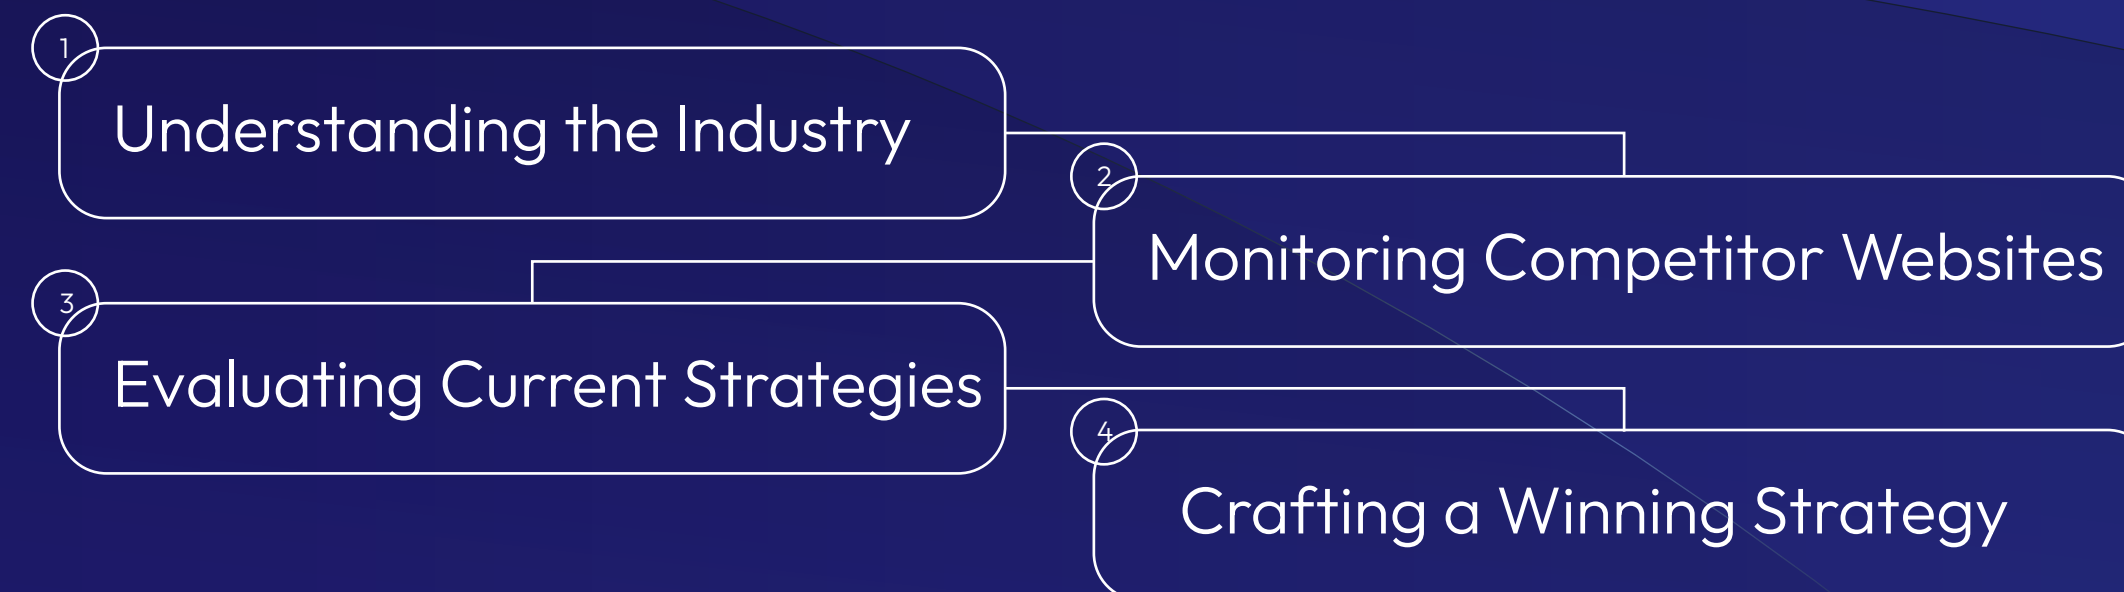 1
Understanding the Industry
2
Monitoring Competitor Websites
3
Evaluating Current Strategies
4
Crafting a Winning Strategy